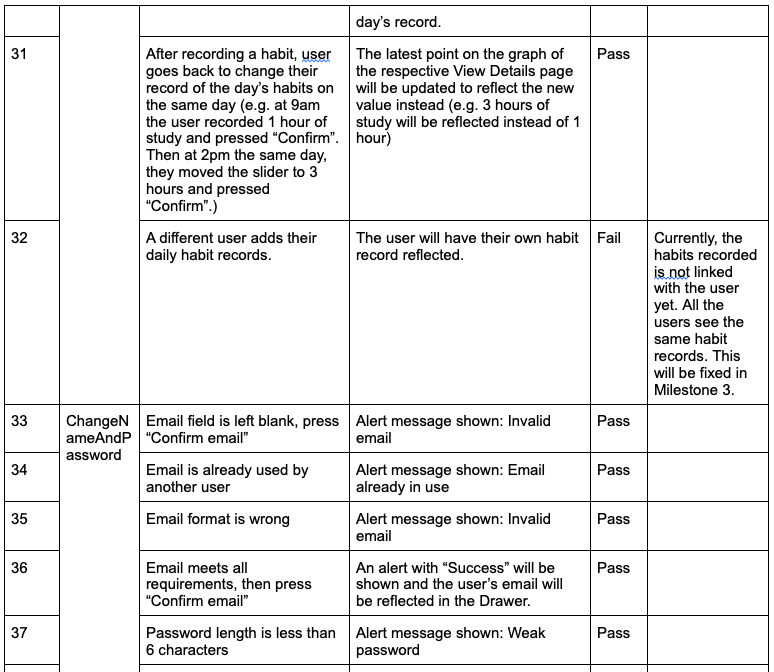 day’s record.
31
After recording a habit, user
goes back to change their
record of the day’s habits on
the same day (e.g. at 9am
the user recorded 1 hour of
study and pressed “Confirm”.
Then at 2pm the same day,
they moved the slider to 3
hours and pressed
“Confirm”.)
The latest point on the graph of
the respective View Details page
will be updated to reflect the new
value instead (e.g. 3 hours of
study will be reflected instead of 1
hour)
Pass
32
A different user adds their
daily habit records.
The user will have their own habit
record reflected.
Fail
Currently, the
habits recorded
is not linked
with the user
yet. All the
users see the
same habit
records. This
will be fixed in
Milestone 3.
33
ChangeN
ameAndP
assword
Email field is left blank, press
“Confirm email”
Alert message shown: Invalid
email
Pass
34
Email is already used by
another user
Alert message shown: Email
already in use
Pass
35
Email format is wrong
Alert message shown: Invalid
email
Pass
36
Email meets all
requirements, then press
“Confirm email”
An alert with “Success” will be
shown and the user’s email will
be reflected in the Drawer.
Pass
37
Password length is less than
6 characters
Alert message shown: Weak
password
Pass